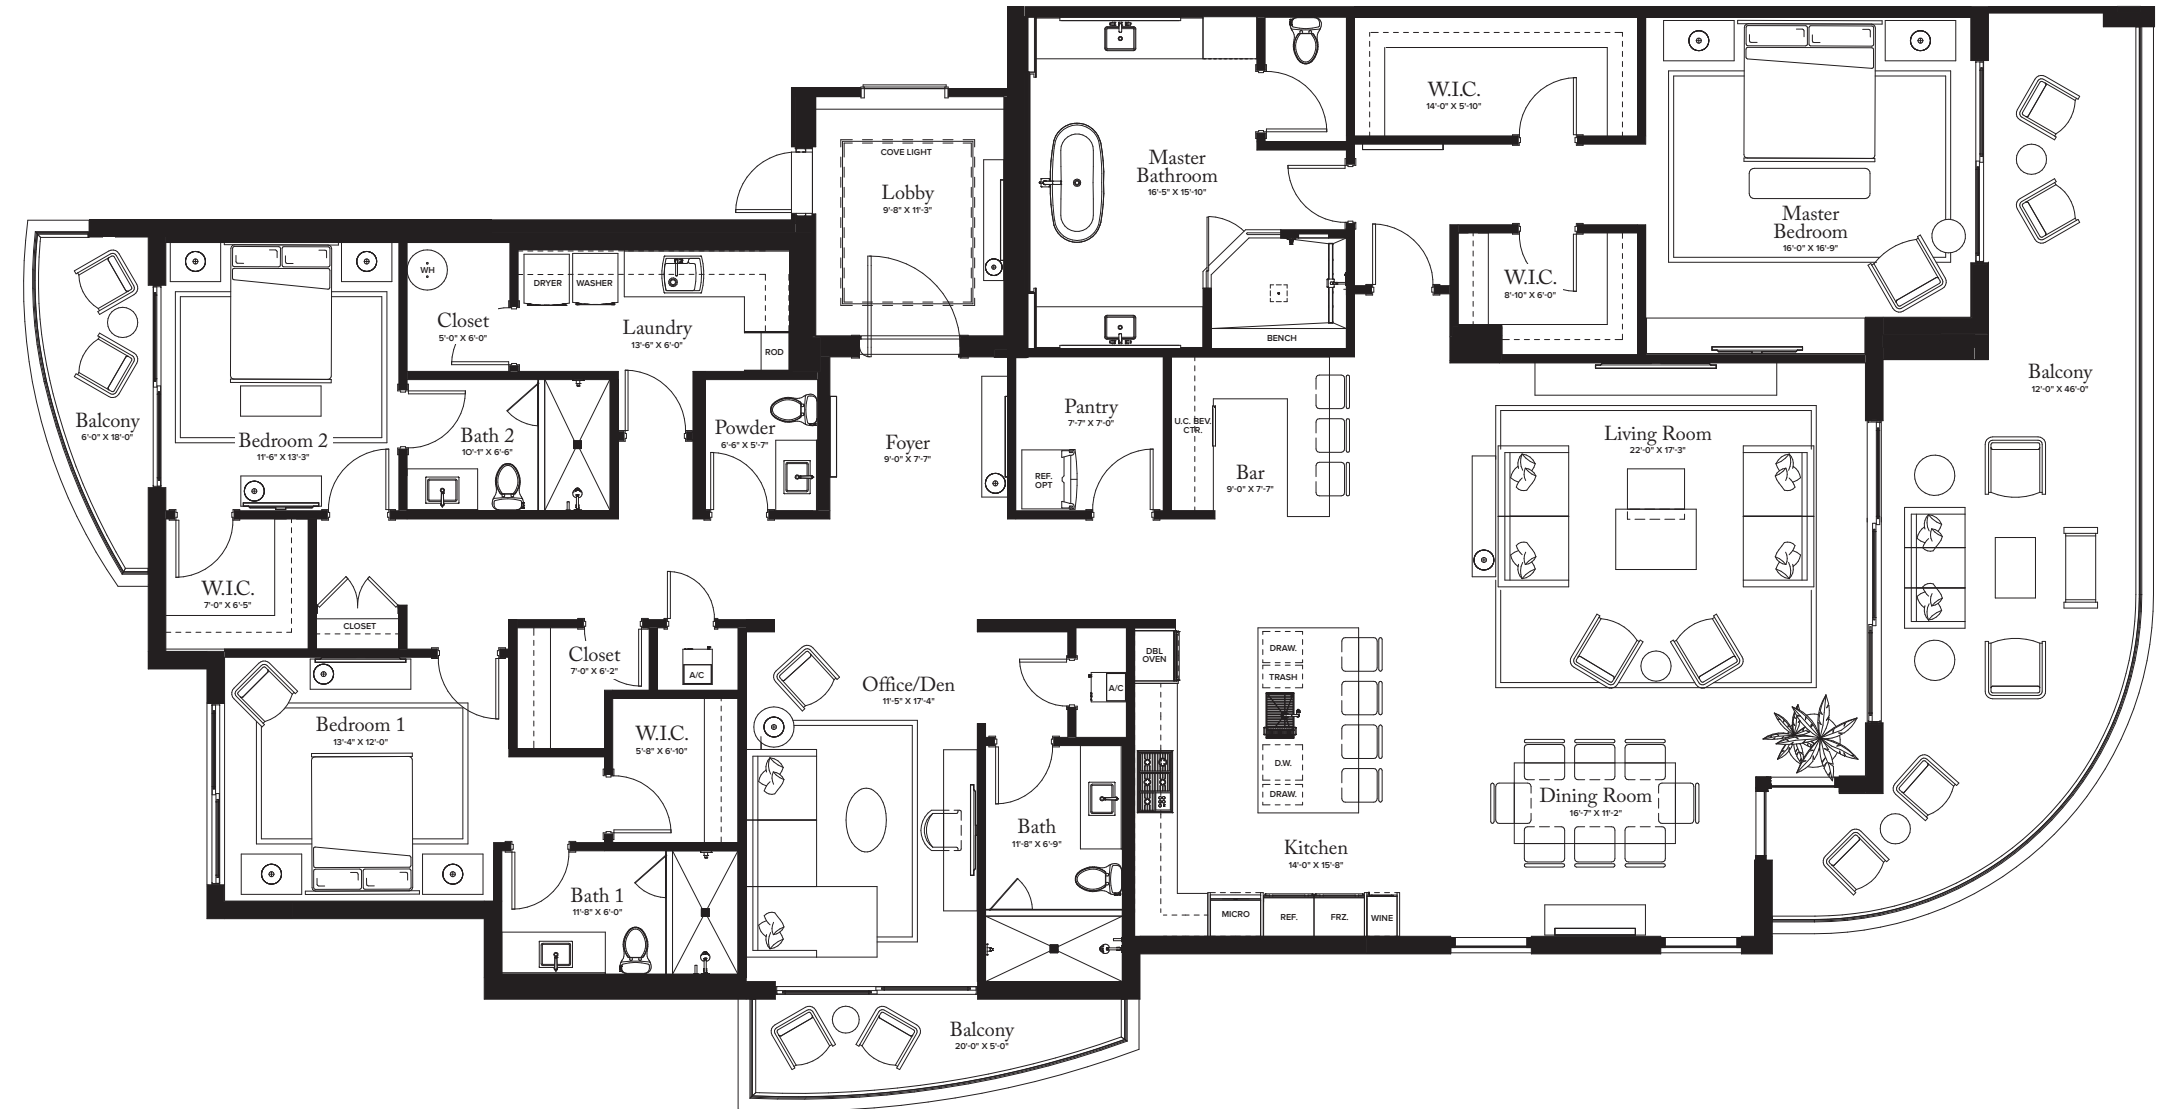 W.I.C.
14'-0" X 5'-10"
COVE LIGHT
Lobby
9'-8" X 11'-3"
Master
Bathroom
16'-5" X 15'-10"
Master
Bedroom
16'-0" X 16'-9"
W.I.C.
8'-10" X 6'-0"
WH
DRYER
WASHER
Closet
5'-0" X 6'-0"
Laundry
13'-6" X 6'-0"
ROD
BENCH
Balcony
12'-0" X 46'-0"
Balcony
6'-0" X 18'-0"
Bedroom 2
11'-6" X 13'-3"
Bath 2
10'-1" X 6'-6"
Powder
6'-6" X 5'-7"
Foyer
9'-0" X 7'-7"
Pantry
7'-7" X 7'-0"
REF.
OPT
U.C. BEV.
CTR.
Bar
9'-0" X 7'-7"
Living Room
22'-0" X 17'-3"
W.I.C.
7'-0" X 6'-5"
CLOSET
Closet
7'-0" X 6'-2"
A/C
Office/Den
11'-5" X 17'-4"
A/C
DBL
OVEN
DRAW.
TRASH
D.W.
DRAW.
Bedroom 1
13'-4" X 12'-0"
W.I.C.
5'-8" X 6'-10"
Bath
11'-8" X 6'-9"
Dining Room
16'-7" X 11'-2"
Kitchen
14'-0" X 15'-8"
Bath 1
11'-8" X 6'-0"
MICRO
REF.
FRZ.
WINE
Balcony
20'-0" X 5'-0"